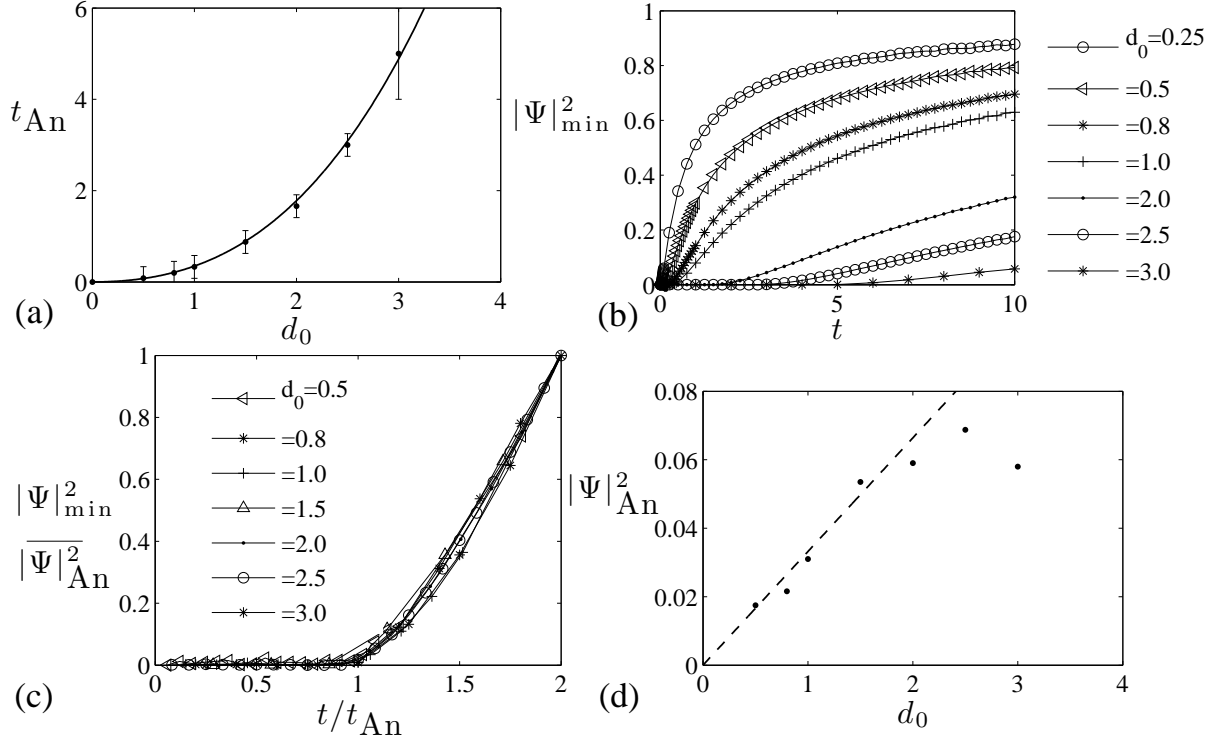 6
4
2
0
t_An
0 1 2 3 4
d_0
(a)
1
0.8
0.6
0.4
0.2
0
|Ψ|²_min
0 5 10
t
(b)
d_0=0.25
=0.5
=0.8
=1.0
=2.0
=2.5
=3.0
1
0.8
0.6
0.4
0.2
0
|Ψ|²_min
|Ψ|²_An
0 0.5 1 1.5 2
t/t_An
(c)
d_0=0.5
=0.8
=1.0
=1.5
=2.0
=2.5
=3.0
0.08
0.06
0.04
0.02
0
|Ψ|²_An
0 1 2 3 4
d_0
(d)